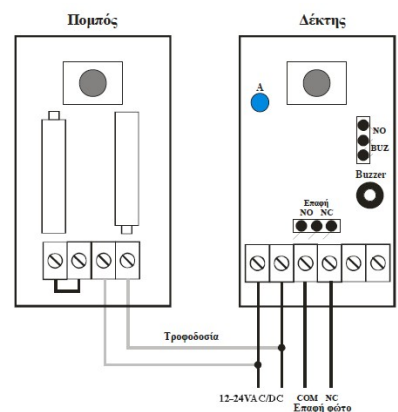 Πομπός
Δέκτης
A
NO
BUZ
Buzzer
Επαφή
NO NC
Τροφοδοσία
12-24VAC/DC
COM NC
Επαφή φώτο